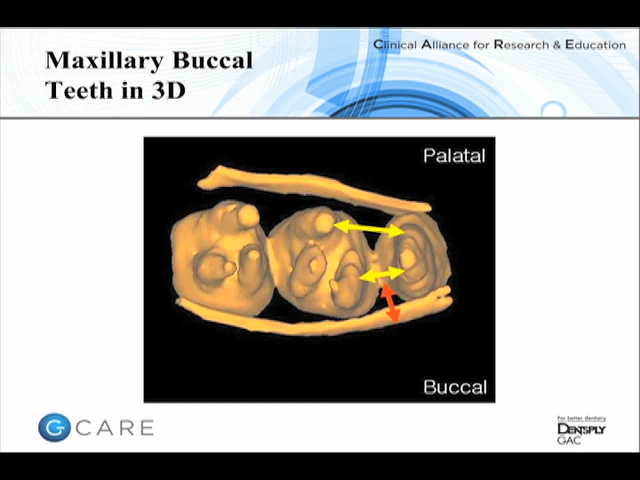 Clinical Alliance for Research & Education
Maxillary Buccal
Teeth in 3D
Palatal
Buccal
G CARE
For better dentistry
DENTSPLY
GAC